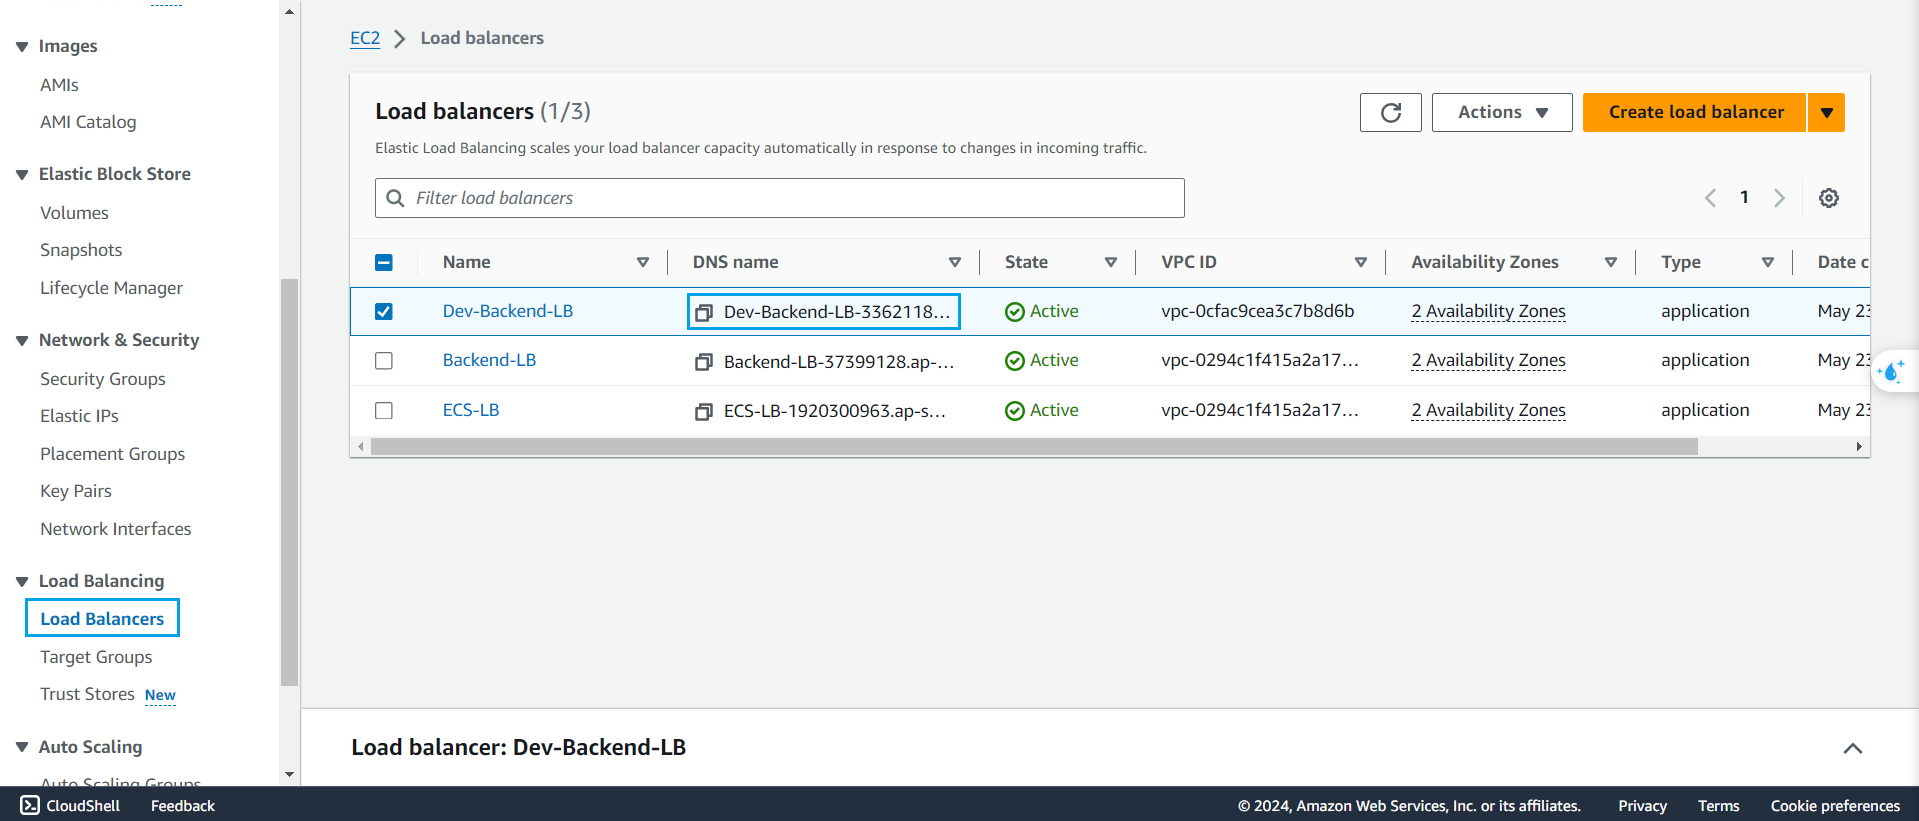 Images
AMIs
AMI Catalog
Elastic Block Store
Volumes
Snapshots
Lifecycle Manager
Network & Security
Security Groups
Elastic IPs
Placement Groups
Key Pairs
Network Interfaces
Load Balancing
Load Balancers
Target Groups
Trust Stores New
Auto Scaling
Auto Scaling Groups
EC2 Load balancers
Load balancers (1/3)
Actions
Create load balancer
Elastic Load Balancing scales your load balancer capacity automatically in response to changes in incoming traffic.
Filter load balancers
1
Name DNS name State VPC ID Availability Zones Type Date c
Dev-Backend-LB Dev-Backend-LB-3362118... Active vpc-0cfac9cea3c7b8d6b 2 Availability Zones application May 23
Backend-LB Backend-LB-37399128.ap-... Active vpc-0294c1f415a2a17... 2 Availability Zones application May 23
ECS-LB ECS-LB-1920300963.ap-s... Active vpc-0294c1f415a2a17... 2 Availability Zones application May 23
Load balancer: Dev-Backend-LB
CloudShell Feedback © 2024, Amazon Web Services, Inc. or its affiliates. Privacy Terms Cookie preferences